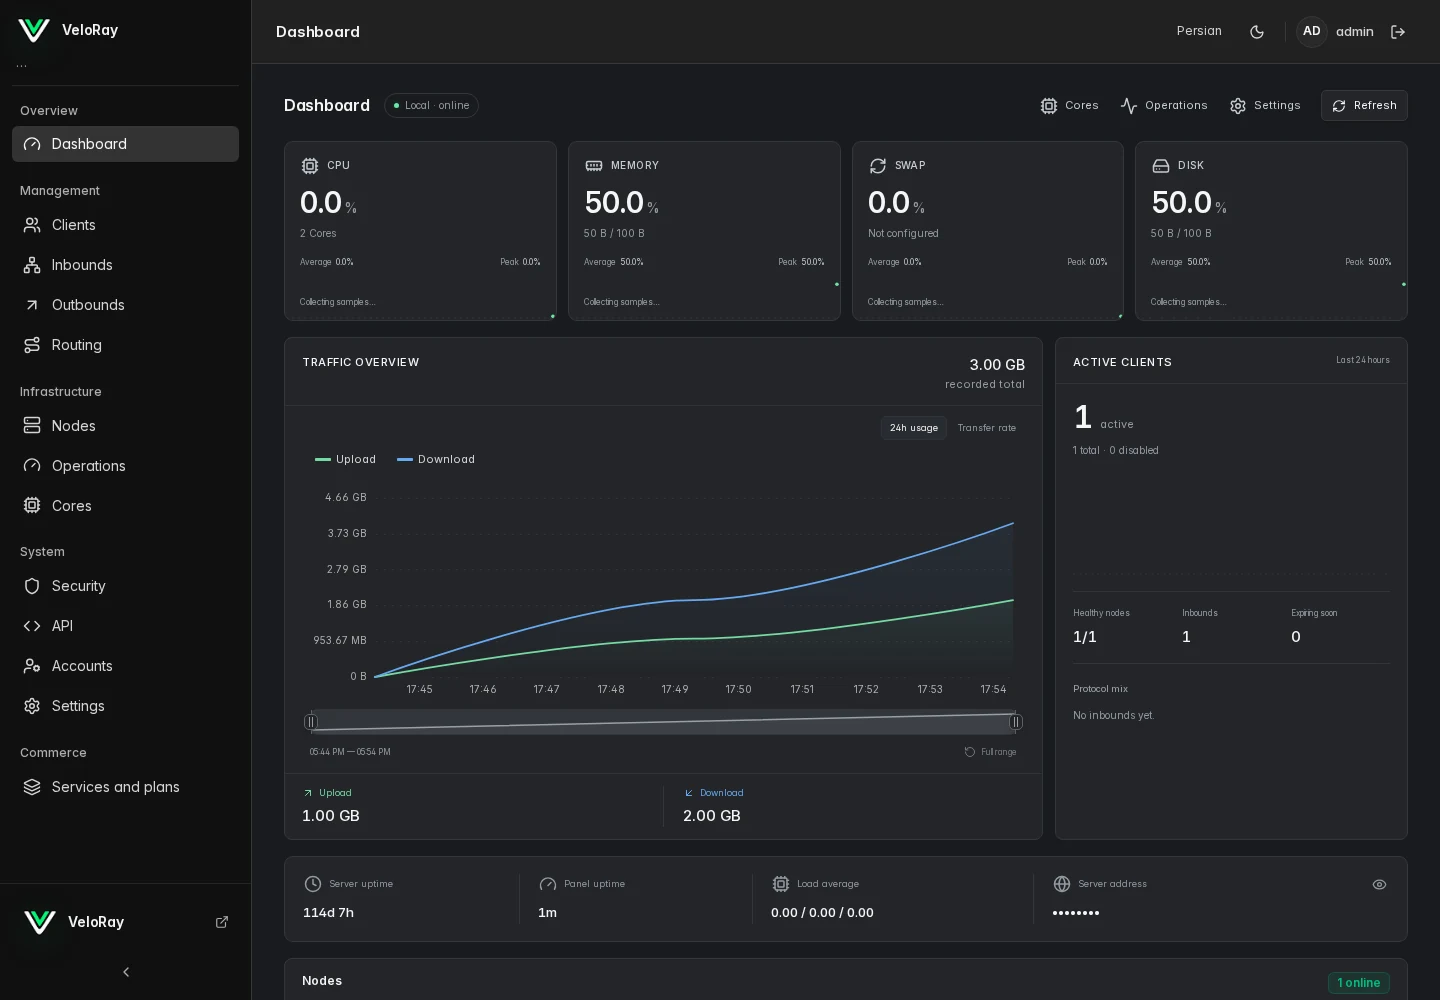 VeloRay
...
Overview
Dashboard
Management
Clients
Inbounds
Outbounds
Routing
Infrastructure
Nodes
Operations
Cores
System
Security
API
Accounts
Settings
Commerce
Services and plans
VeloRay
Dashboard
Persian
AD admin
Dashboard
Local · online
Cores
Operations
Settings
Refresh
CPU
0.0 %
2 Cores
Average 0.0% Peak 0.0%
Collecting samples...
MEMORY
50.0 %
50 B / 100 B
Average 50.0% Peak 50.0%
Collecting samples...
SWAP
0.0 %
Not configured
Average 0.0% Peak 0.0%
Collecting samples...
DISK
50.0 %
50 B / 100 B
Average 50.0% Peak 50.0%
Collecting samples...
TRAFFIC OVERVIEW
3.00 GB
recorded total
24h usage Transfer rate
Upload Download
4.66 GB
3.73 GB
2.79 GB
1.86 GB
953.67 MB
0 B
17:45 17:46 17:47 17:48 17:49 17:50 17:51 17:52 17:53 17:54
05:44 PM — 05:54 PM
Full range
Upload
1.00 GB
Download
2.00 GB
ACTIVE CLIENTS
Last 24 hours
1 active
1 total · 0 disabled
Healthy nodes Inbounds Expiring soon
1/1 1 0
Protocol mix
No inbounds yet.
Server uptime
114d 7h
Panel uptime
1m
Load average
0.00 / 0.00 / 0.00
Server address
••••••••
Nodes
1 online